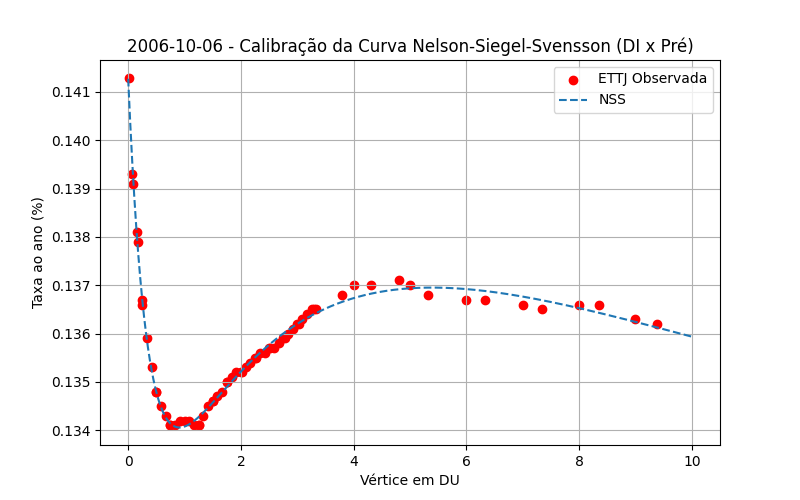 2006-10-06 - Calibração da Curva Nelson-Siegel-Svensson (DI x Pré)
ETTJ Observada
NSS
Taxa ao ano (%)
0.141
0.140
0.139
0.138
0.137
0.136
0.135
0.134
0 2 4 6 8 10
Vértice em DU